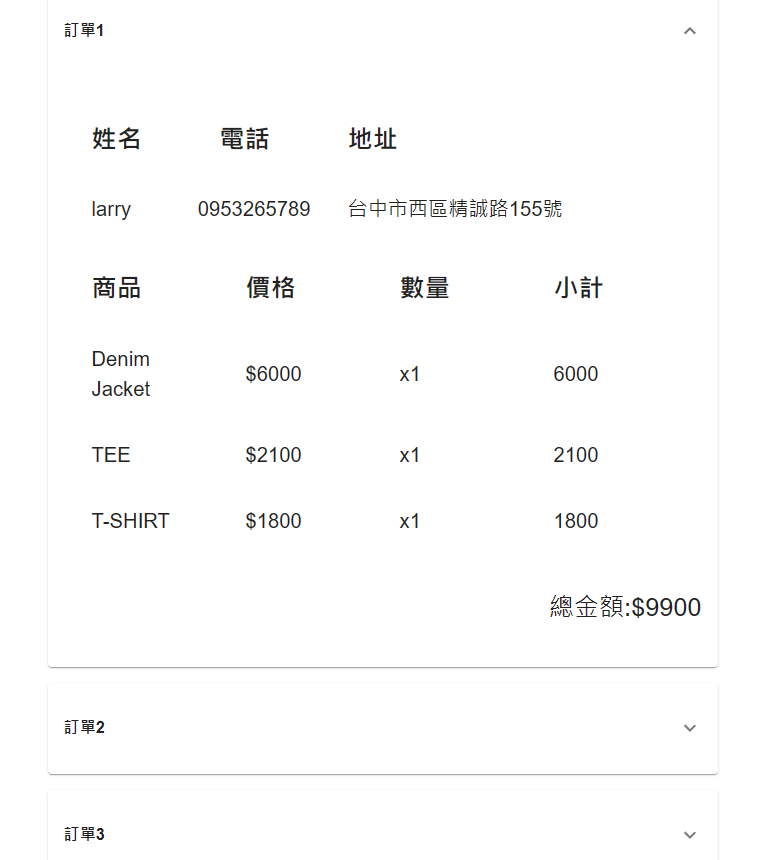 訂單1
姓名 電話 地址
larry 0953265789 台中市西區精誠路155號
商品 價格 數量 小計
Denim
Jacket $6000 x1 6000
TEE $2100 x1 2100
T-SHIRT $1800 x1 1800
總金額:$9900
訂單2
訂單3